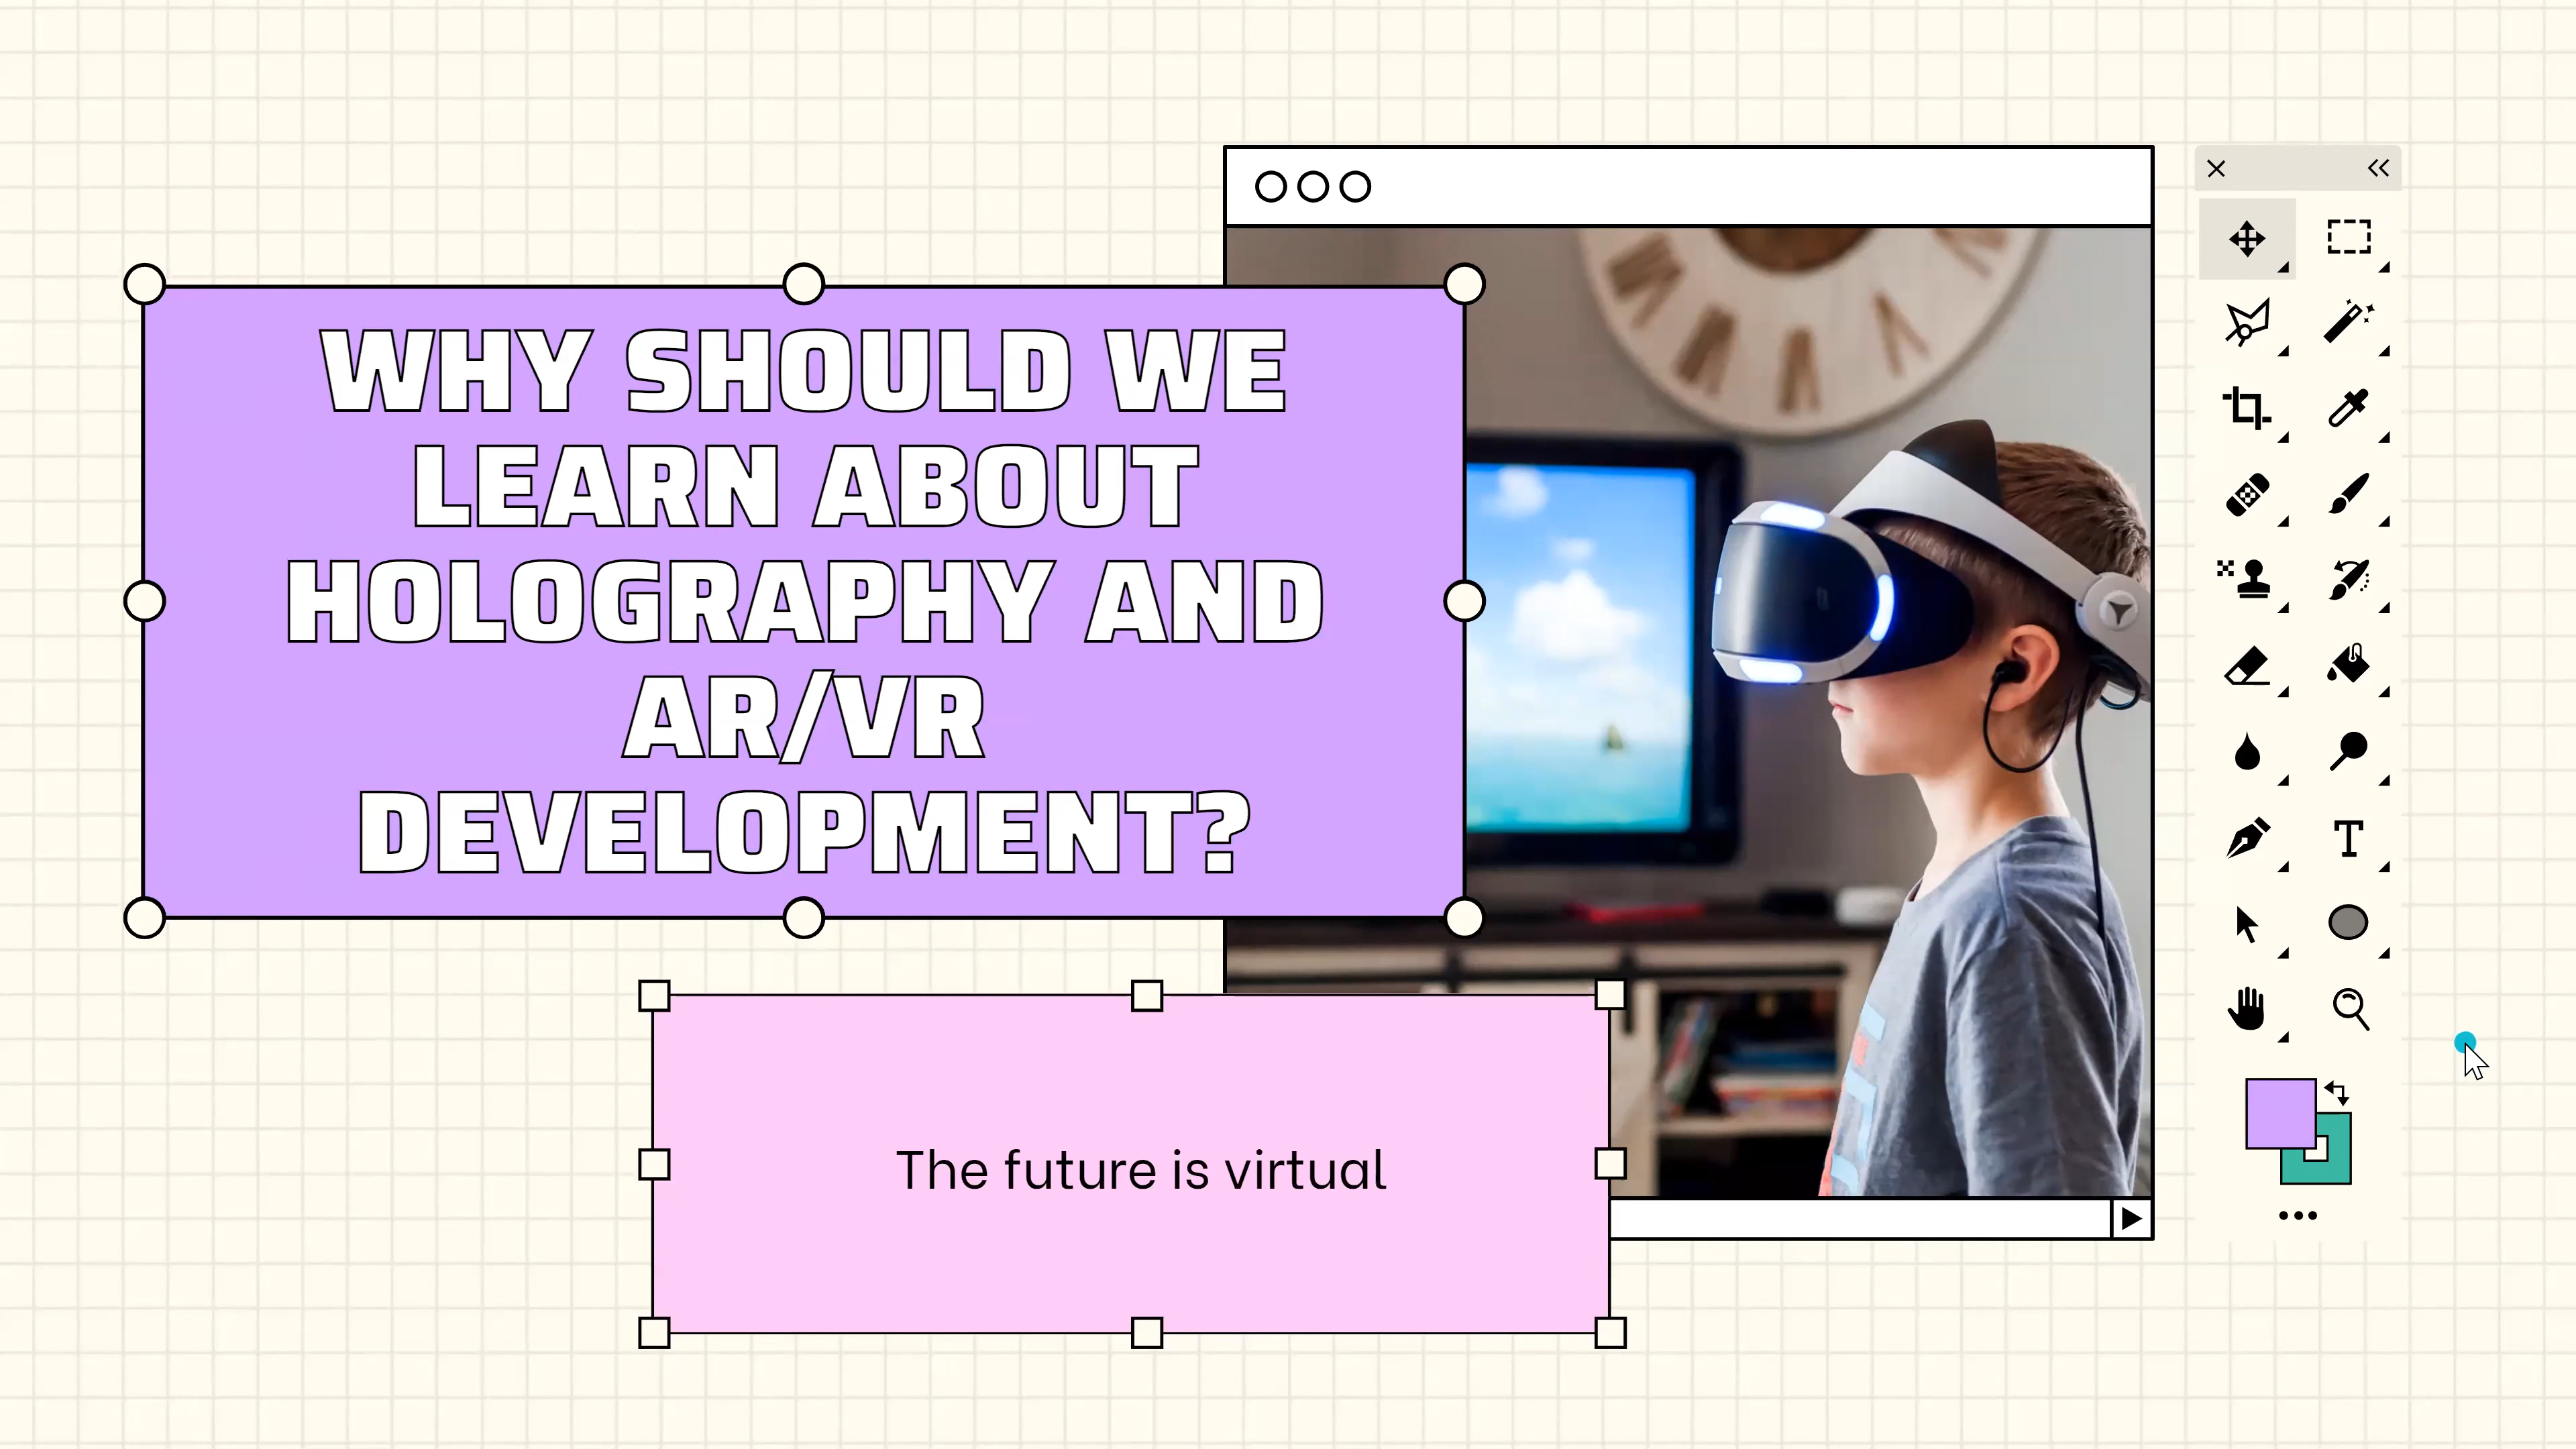 WHY SHOULD WE
LEARN ABOUT
HOLOGRAPHY AND
AR/VR
DEVELOPMENT?
The future is virtual